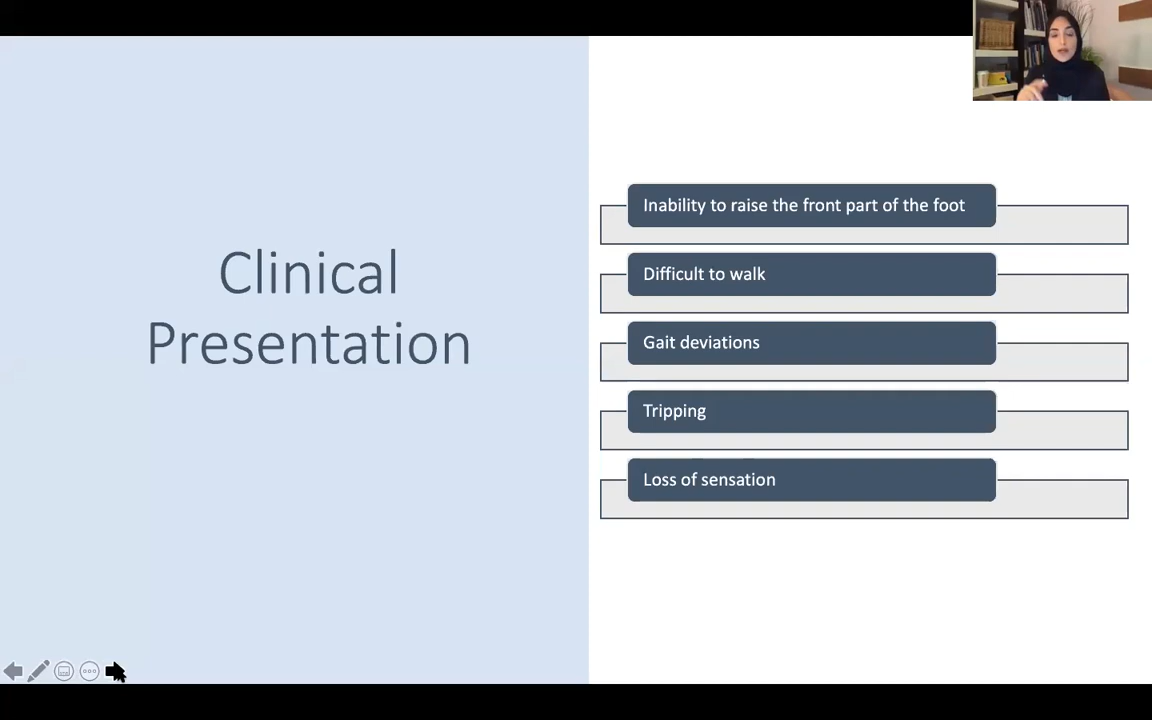 Clinical
Presentation
Inability to raise the front part of the foot
Difficult to walk
Gait deviations
Tripping
Loss of sensation